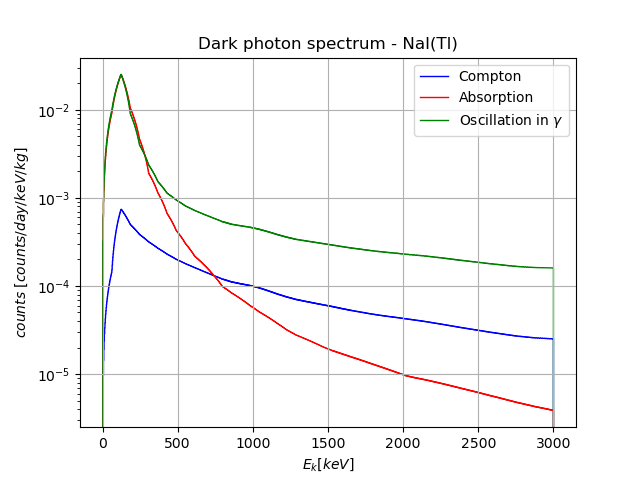 Dark photon spectrum - NaI(Tl)
Compton
Absorption
Oscillation in γ
counts [counts/day/keV/kg]
10⁻²
10⁻³
10⁻⁴
10⁻⁵
0 500 1000 1500 2000 2500 3000
Eₖ[keV]